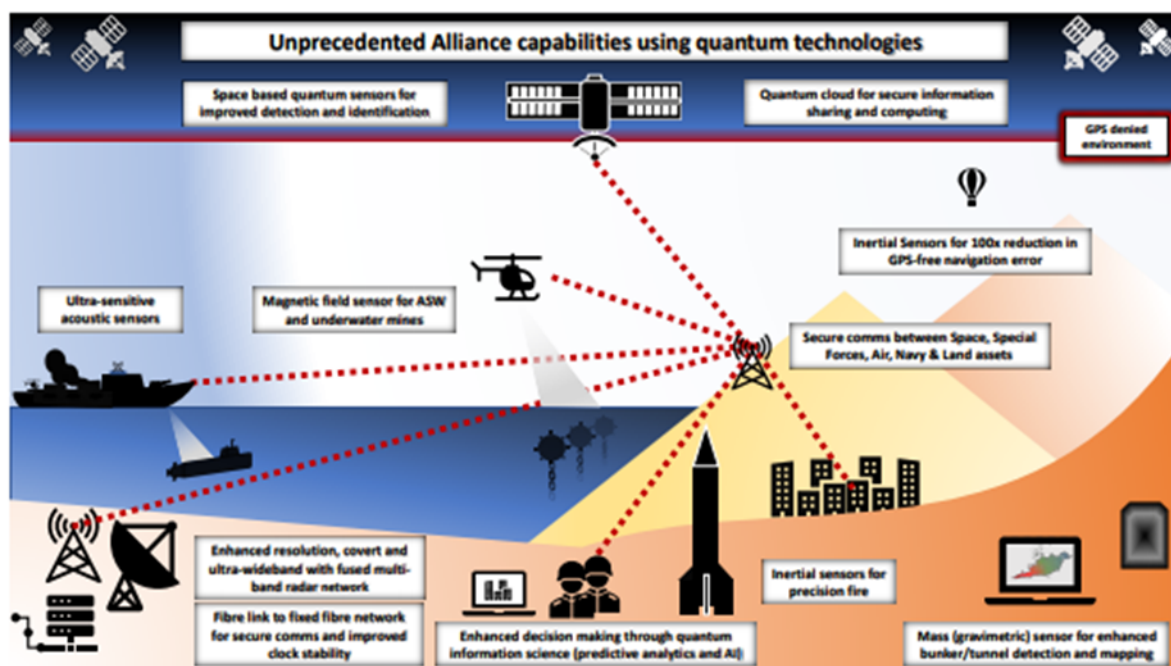 Unprecedented Alliance capabilities using quantum technologies
Space based quantum sensors for
improved detection and identification
Quantum cloud for secure information
sharing and computing
GPS denied
environment
Inertial Sensors for 100x reduction in
GPS-free navigation error
Ultra-sensitive
acoustic sensors
Magnetic field sensor for ASW
and underwater mines
Secure comms between Space, Special
Forces, Air, Navy & Land assets
Enhanced resolution, covert and
ultra-wideband with fused multi-
band radar network
Fibre link to fixed fibre network
for secure comms and improved
clock stability
Enhanced decision making through quantum
information science (predictive analytics and AI)
Inertial sensors for
precision fire
Mass (gravimetric) sensor for enhanced
bunker/tunnel detection and mapping